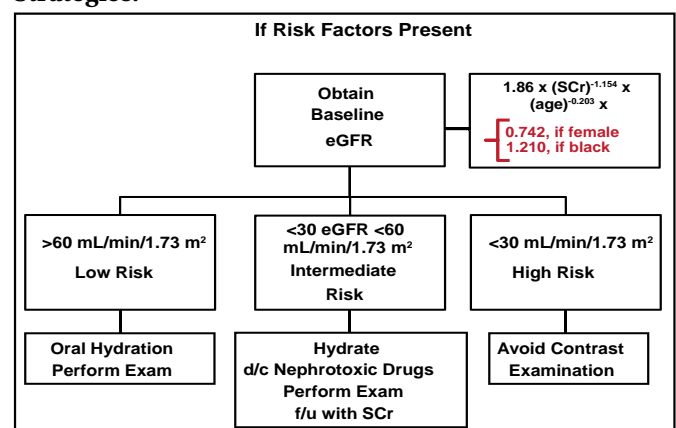 Strategies.
If Risk Factors Present
Obtain
Baseline
eGFR
1.86 x (SCr)-1.154 x
(age)-0.203 x
0.742, if female
1.210, if black
>60 mL/min/1.73 m²
Low Risk
<30 eGFR <60
mL/min/1.73 m²
Intermediate
Risk
<30 mL/min/1.73 m²
High Risk
Oral Hydration
Perform Exam
Hydrate
d/c Nephrotoxic Drugs
Perform Exam
f/u with SCr
Avoid Contrast
Examination